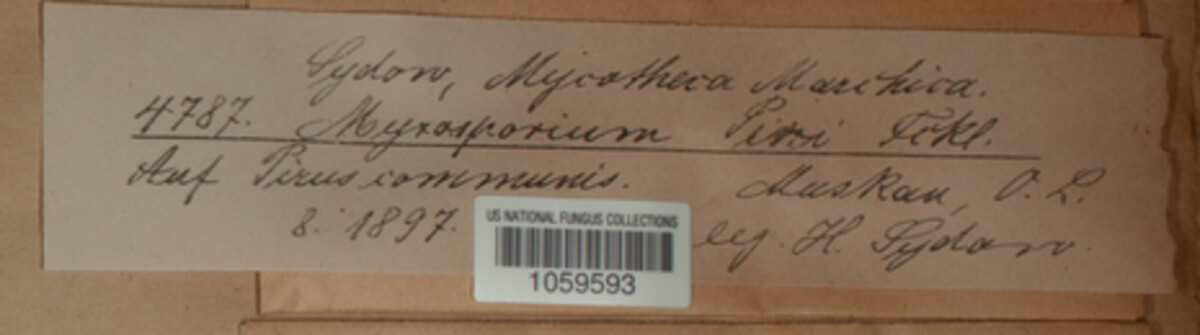 Sydow, Mycotheca Marchica.
4787. Myxosporium Piri Fckl.
Auf Pirus communis. Muskau, O. L.
8. 1897. leg. H. Sydow.
US NATIONAL FUNGUS COLLECTIONS
1059593